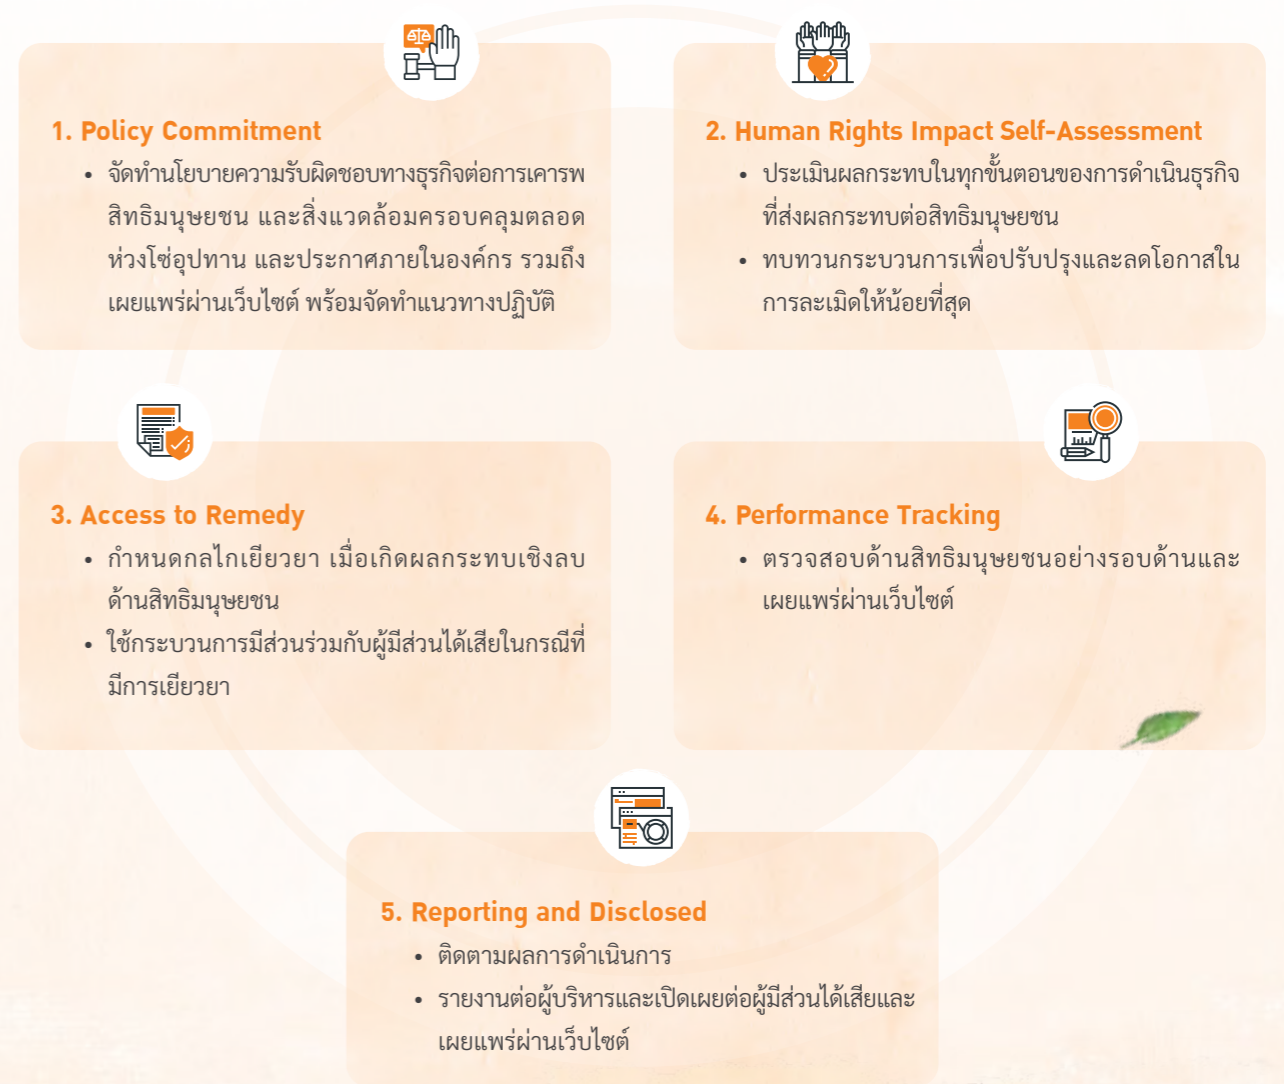 1. Policy Commitment
• จัดทำนโยบายความรับผิดชอบทางธุรกิจต่อการเคารพ
สิทธิมนุษยชน และสิ่งแวดล้อมครอบคลุมตลอด
ห่วงโซ่อุปทาน และประกาศภายในองค์กร รวมถึง
เผยแพร่ผ่านเว็บไซต์ พร้อมจัดทำแนวทางปฏิบัติ
2. Human Rights Impact Self-Assessment
• ประเมินผลกระทบในทุกขั้นตอนของการดำเนินธุรกิจ
ที่ส่งผลกระทบต่อสิทธิมนุษยชน
• ทบทวนกระบวนการเพื่อปรับปรุงและลดโอกาสใน
การละเมิดให้น้อยที่สุด
3. Access to Remedy
• กำหนดกลไกเยียวยา เมื่อเกิดผลกระทบเชิงลบ
ด้านสิทธิมนุษยชน
• ใช้กระบวนการมีส่วนร่วมกับผู้มีส่วนได้เสียในกรณีที่
มีการเยียวยา
4. Performance Tracking
• ตรวจสอบด้านสิทธิมนุษยชนอย่างรอบด้านและ
เผยแพร่ผ่านเว็บไซต์
5. Reporting and Disclosed
• ติดตามผลการดำเนินการ
• รายงานต่อผู้บริหารและเปิดเผยต่อผู้มีส่วนได้เสียและ
เผยแพร่ผ่านเว็บไซต์